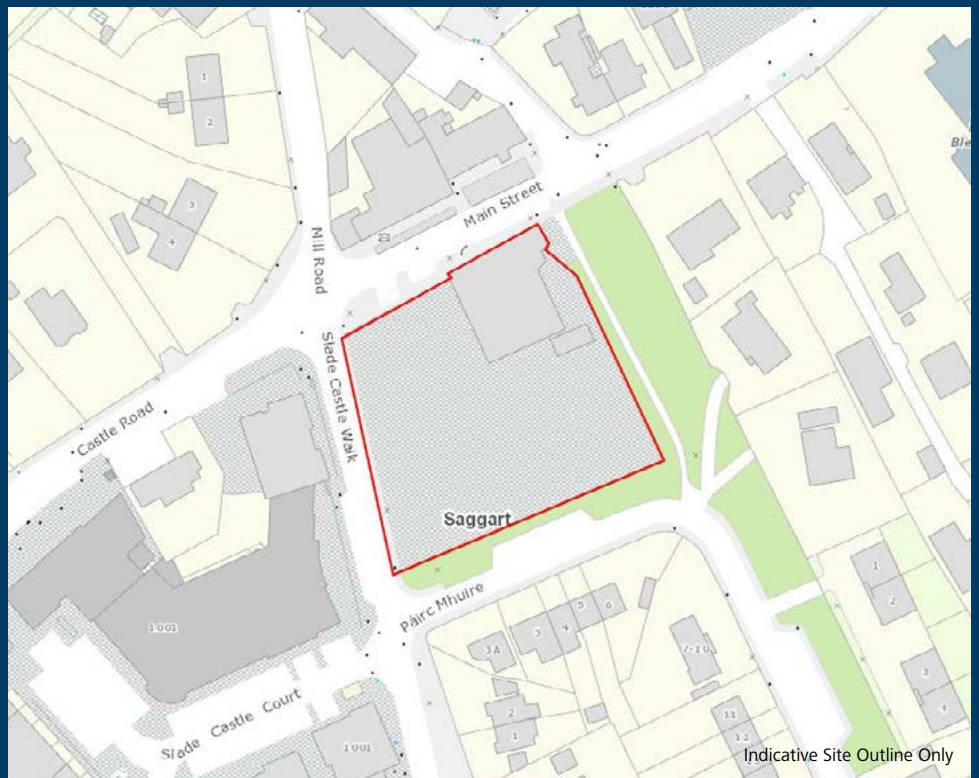 1
2
3
4
Main Street
Mill Road
Slade Castle Walk
Castle Road
Saggart
Páirc Mhuire
1001
Slade Castle Court
1001
3A
3
4
5
6
2
1
7-10
11
12
1
2
3
4
Indicative Site Outline Only